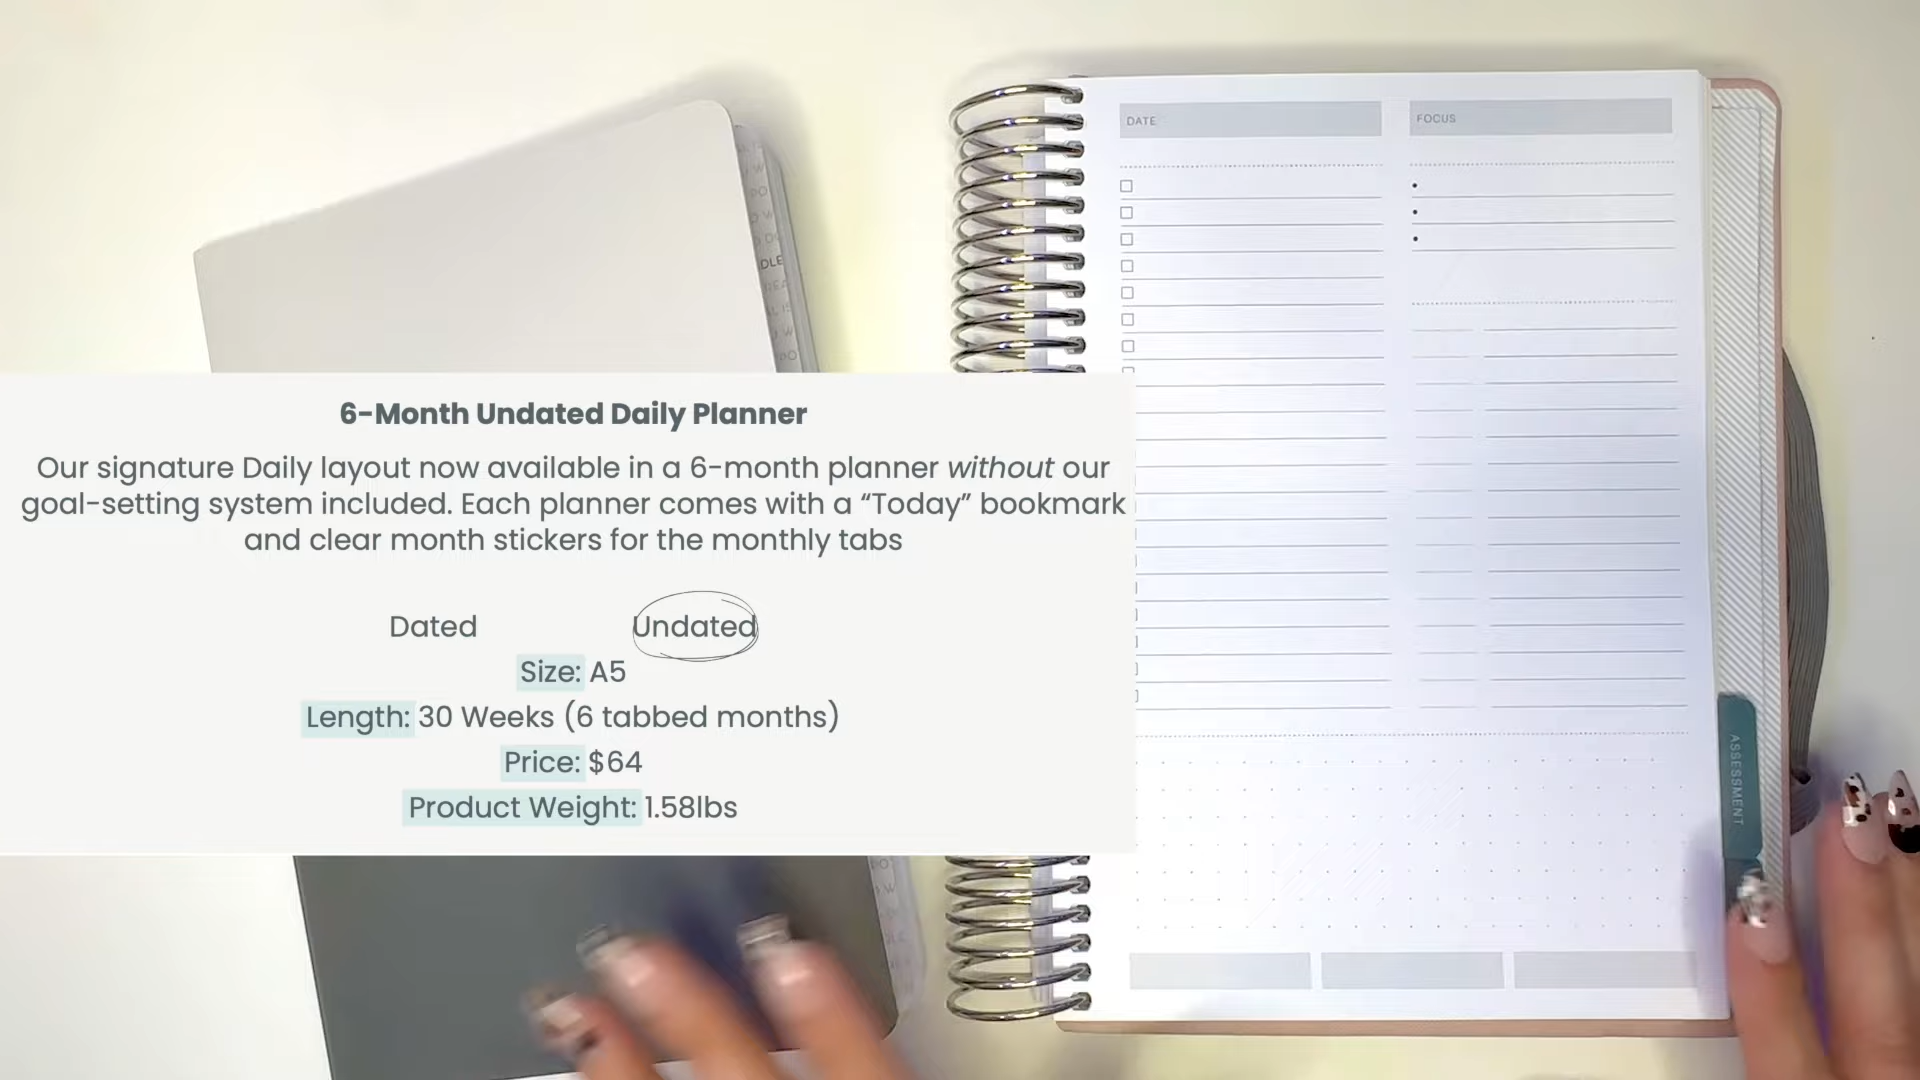 DATE
FOCUS
DLE
6-Month Undated Daily Planner
Our signature Daily layout now available in a 6-month planner without our
goal-setting system included. Each planner comes with a “Today” bookmark
and clear month stickers for the monthly tabs
Dated Undated
Size: A5
Length: 30 Weeks (6 tabbed months)
Price: $64
Product Weight: 1.58lbs
ASSESSMENT